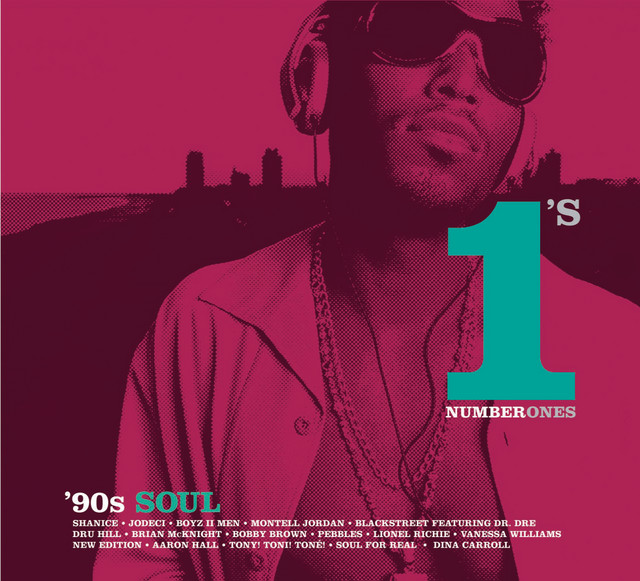 1's
NUMBERONES
'90s SOUL
SHANICE • JODECI • BOYZ II MEN • MONTELL JORDAN • BLACKSTREET FEATURING DR. DRE
DRU HILL • BRIAN McKNIGHT • BOBBY BROWN • PEBBLES • LIONEL RICHIE • VANESSA WILLIAMS
NEW EDITION • AARON HALL • TONY! TONI! TONÉ! • SOUL FOR REAL • DINA CARROLL